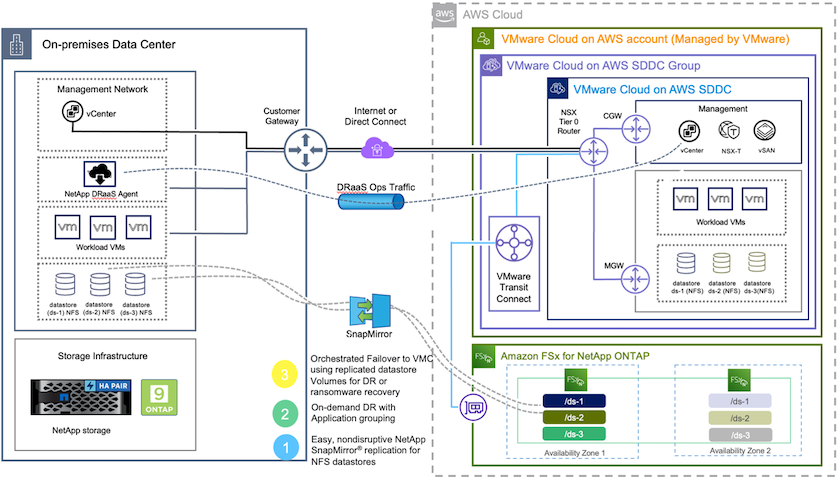 aws
AWS Cloud
On-premises Data Center
VMware Cloud on AWS account (Managed by VMware)
VMware Cloud on AWS SDDC Group
VMware Cloud on AWS SDDC
Management Network
vCenter
Customer
Gateway
Internet or
Direct Connect
NSX
Tier 0
Router
CGW
Management
vCenter
NSX-T
vSAN
NetApp DRaaS Agent
DRaaS Ops Traffic
vm
vm
vm
Workload VMs
vm
vm
vm
Workload VMs
VMware
Transit
Connect
MGW
datastore
(ds-1) NFS
datastore
(ds-2) NFS
datastore
(ds-3) NFS
datastore
ds-1 (NFS)
datastore
ds-2 (NFS)
datastore
ds-3(NFS)
SnapMirror
Storage Infrastructure
HA PAIR
9
ONTAP
NetApp storage
3
Orchestrated Failover to VMC
using replicated datastore
Volumes for DR or
ransomware recovery
2
On-demand DR with
Application grouping
1
Easy, nondisruptive NetApp
SnapMirror® replication for
NFS datastores
FSx
Amazon FSx for NetApp ONTAP
FSx
/ds-1
/ds-2
/ds-3
Availability Zone 1
FSx
/ds-1
/ds-2
/ds-3
Availability Zone 2